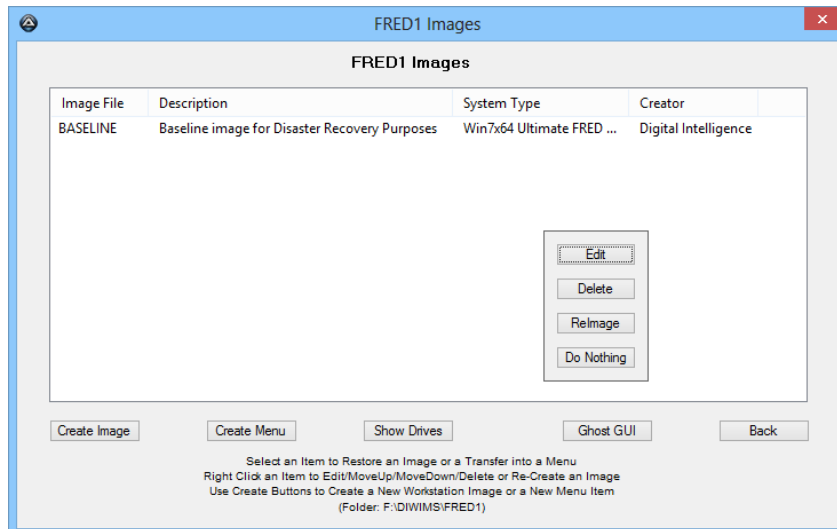 FRED1 Images
FRED1 Images
Image File Description System Type Creator
BASELINE Baseline image for Disaster Recovery Purposes Win7x64 Ultimate FRED ... Digital Intelligence
Edit
Delete
ReImage
Do Nothing
Create Image Create Menu Show Drives Ghost GUI Back
Select an Item to Restore an Image or a Transfer into a Menu
Right Click an Item to Edit/MoveUp/MoveDown/Delete or Re-Create an Image
Use Create Buttons to Create a New Workstation Image or a New Menu Item
(Folder: F:\DIWIMS\FRED1)